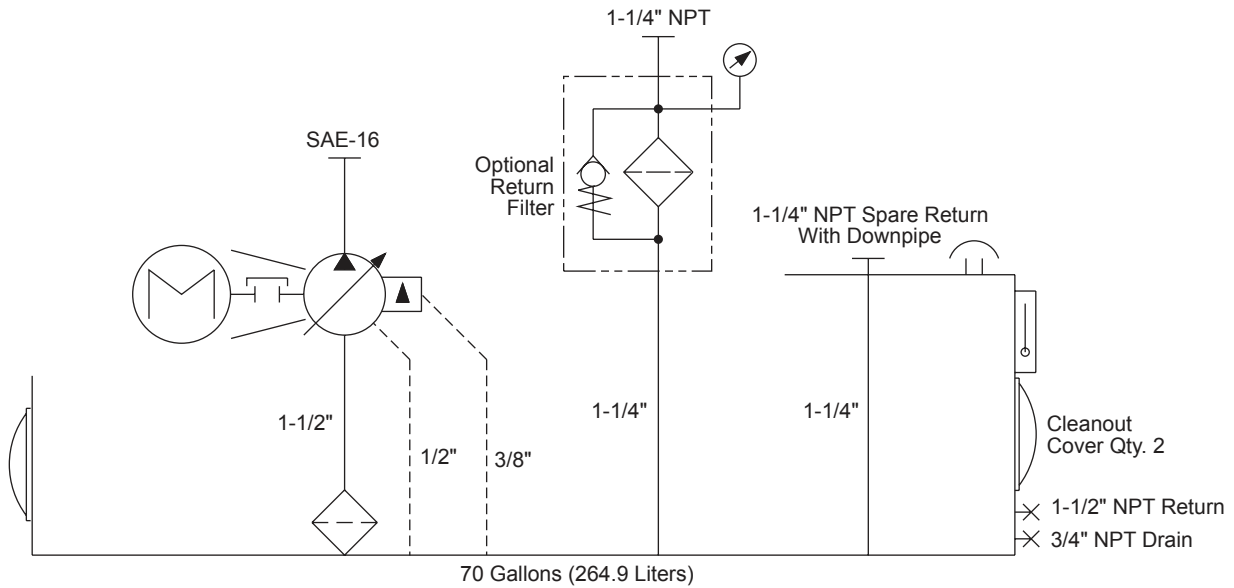 1-1/4" NPT
SAE-16
Optional
Return
Filter
1-1/4" NPT Spare Return
With Downpipe
M
1-1/2"
1/2"
3/8"
1-1/4"
1-1/4"
Cleanout
Cover Qty. 2
1-1/2" NPT Return
3/4" NPT Drain
70 Gallons (264.9 Liters)